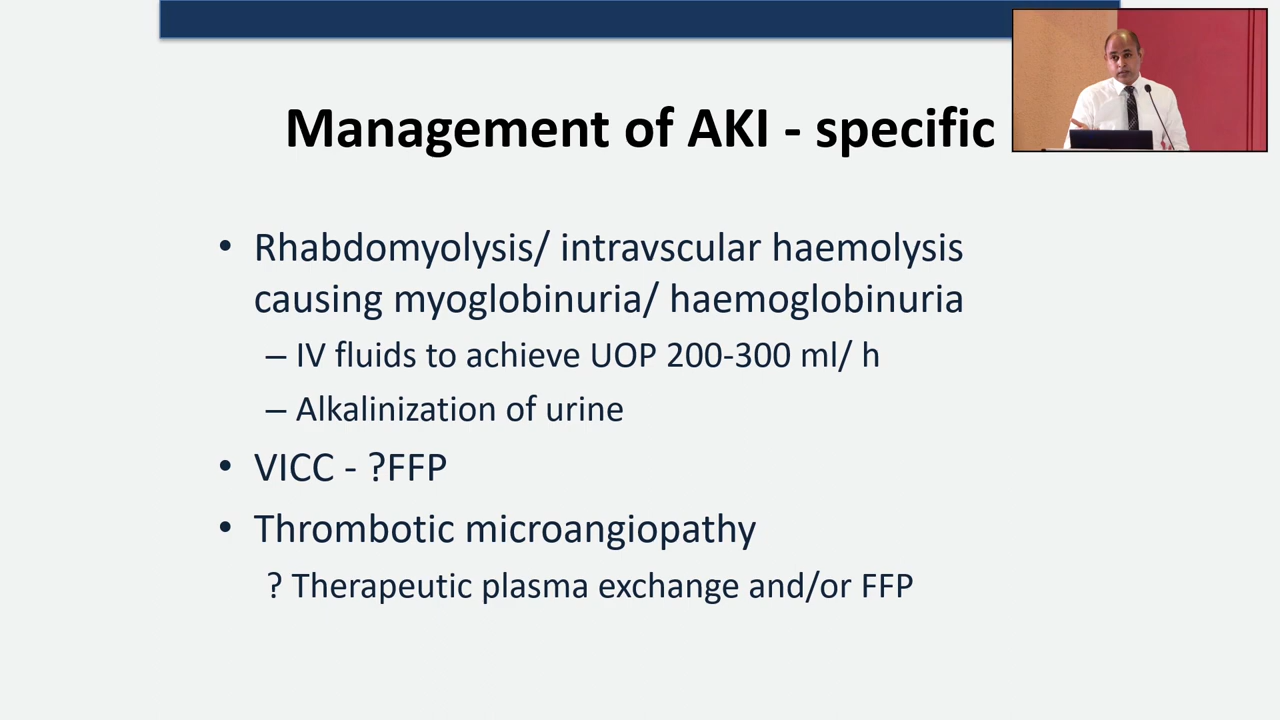 Management of AKI - specific
• Rhabdomyolysis/ intravscular haemolysis
causing myoglobinuria/ haemoglobinuria
– IV fluids to achieve UOP 200-300 ml/ h
– Alkalinization of urine
• VICC - ?FFP
• Thrombotic microangiopathy
? Therapeutic plasma exchange and/or FFP